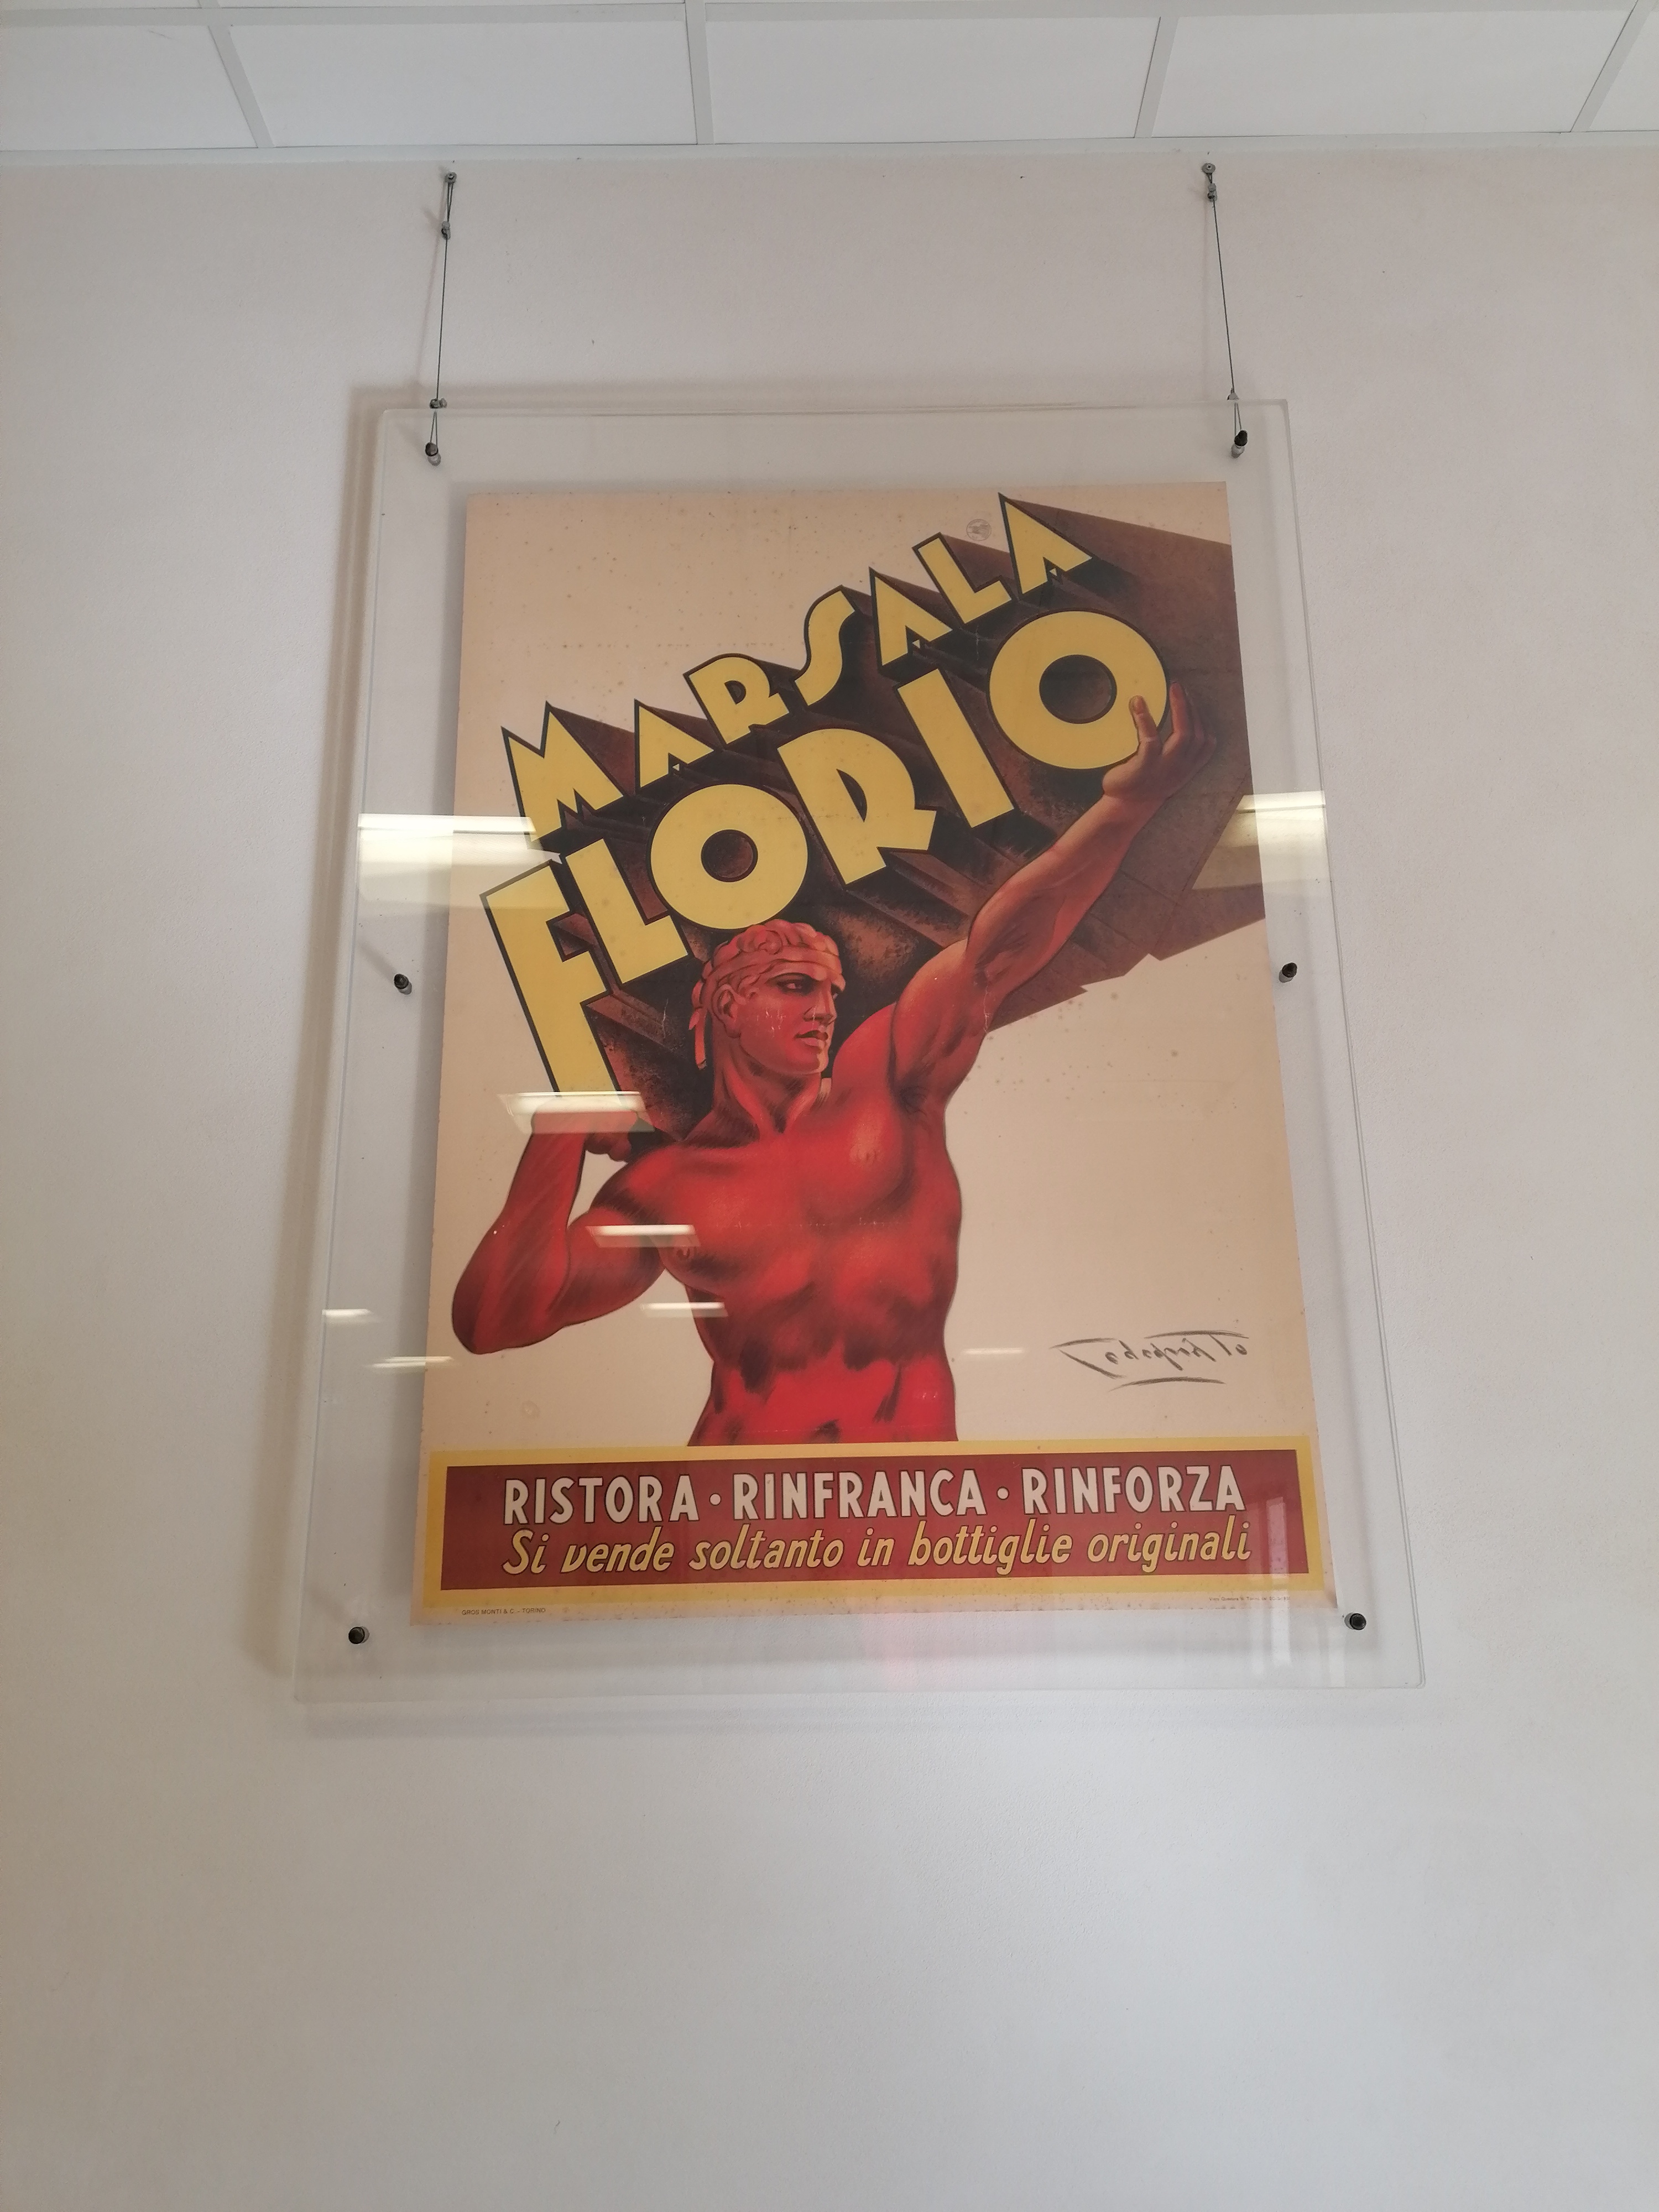 MARSALA
FLORIO
RISTORA · RINFRANCA · RINFORZA
Si vende soltanto in bottiglie originali
GROS MONTI & C. - TORINO